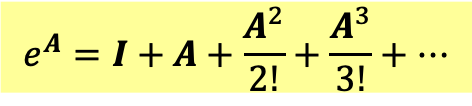 e^A = I + A + A^2/2! + A^3/3! + ⋯